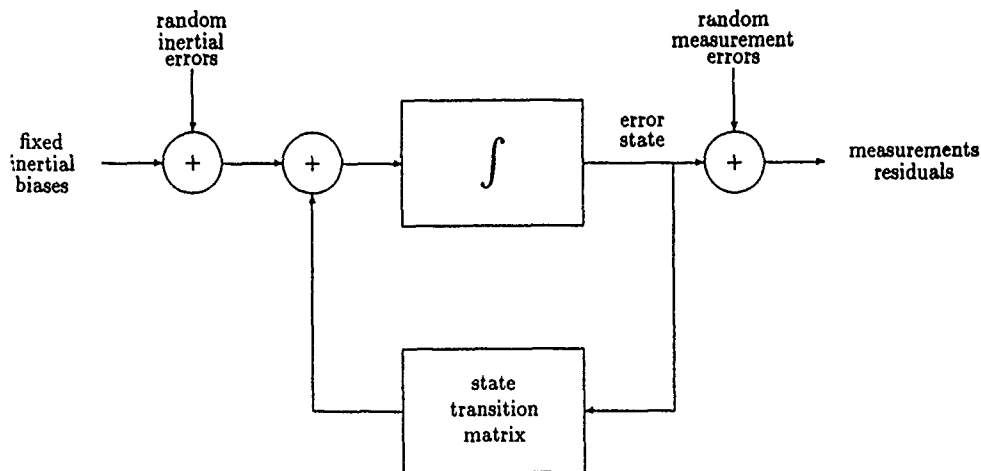 random
inertial
errors
random
measurement
errors
fixed
inertial
biases
+
+
∫
error
state
+
measurements
residuals
state
transition
matrix